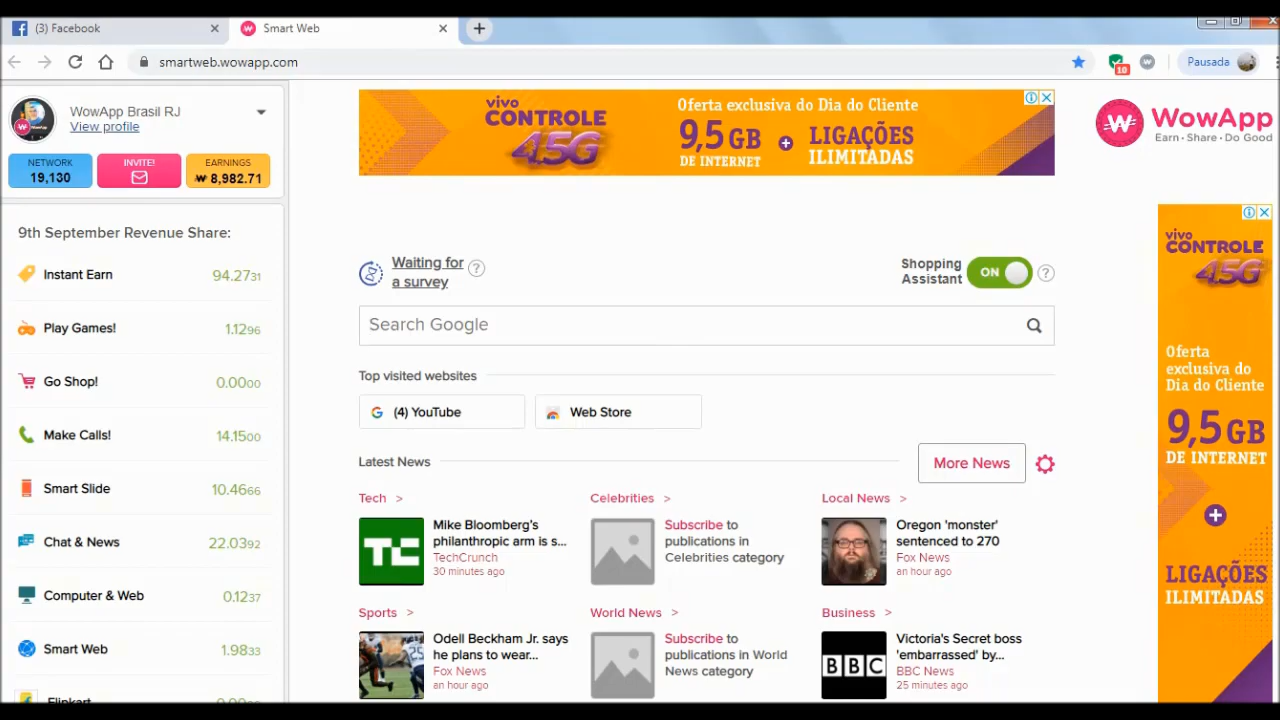 (3) Facebook
Smart Web
smartweb.wowapp.com
10
Pausada
WowApp Brasil RJ
View profile
NETWORK
19,130
INVITE!
EARNINGS
8,982.71
9th September Revenue Share:
Instant Earn
94.2731
Play Games!
1.1296
Go Shop!
0.0000
Make Calls!
14.1500
Smart Slide
10.4666
Chat & News
22.0392
Computer & Web
0.1237
Smart Web
1.9833
vivo
CONTROLE
4.5G
Oferta exclusiva do Dia do Cliente
9,5 GB
DE INTERNET
+
LIGAÇÕES
ILIMITADAS
WowApp
Earn · Share · Do Good
Waiting for
a survey
?
Shopping
Assistant
ON
?
Search Google
Top visited websites
(4) YouTube
Web Store
Latest News
More News
Tech >
TC
Mike Bloomberg's
philanthropic arm is s...
TechCrunch
30 minutes ago
Celebrities >
Subscribe to
publications in
Celebrities category
Local News >
Oregon 'monster'
sentenced to 270
Fox News
an hour ago
Sports >
Odell Beckham Jr. says
he plans to wear...
Fox News
an hour ago
World News >
Subscribe to
publications in World
News category
Business >
BBC
Victoria's Secret boss
'embarrassed' by...
BBC News
25 minutes ago
vivo
CONTROLE
4.5G
Oferta
exclusiva do
Dia do Cliente
9,5 GB
DE INTERNET
+
LIGAÇÕES
ILIMITADAS